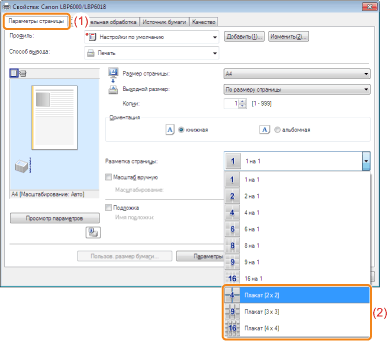 Свойства: Canon LBP6000/LBP6018
Параметры страницы (1) ельная обработка Источник бумаги Качество
Профиль: Настройки по умолчанию Добавить(1)... Изменить(2)...
Способ вывода: Печать
Размер страницы: A4
Выходной размер: По размеру страницы
Копии: 1 [1 - 999]
Ориентация
A книжная A альбомная
Разметка страницы: 1 1 на 1
Масштаб вручную
Масштабирование:
Подложка
Имя подложки:
A4 [Масштабирование: Авто]
Просмотр параметров
Пользов. размер бумаги... Параметры
1 1 на 1
2 2 на 1
4 4 на 1
6 6 на 1
8 8 на 1
9 9 на 1
16 16 на 1
4 Плакат [2 x 2]
9 Плакат [3 x 3]
16 Плакат [4 x 4]
(2)